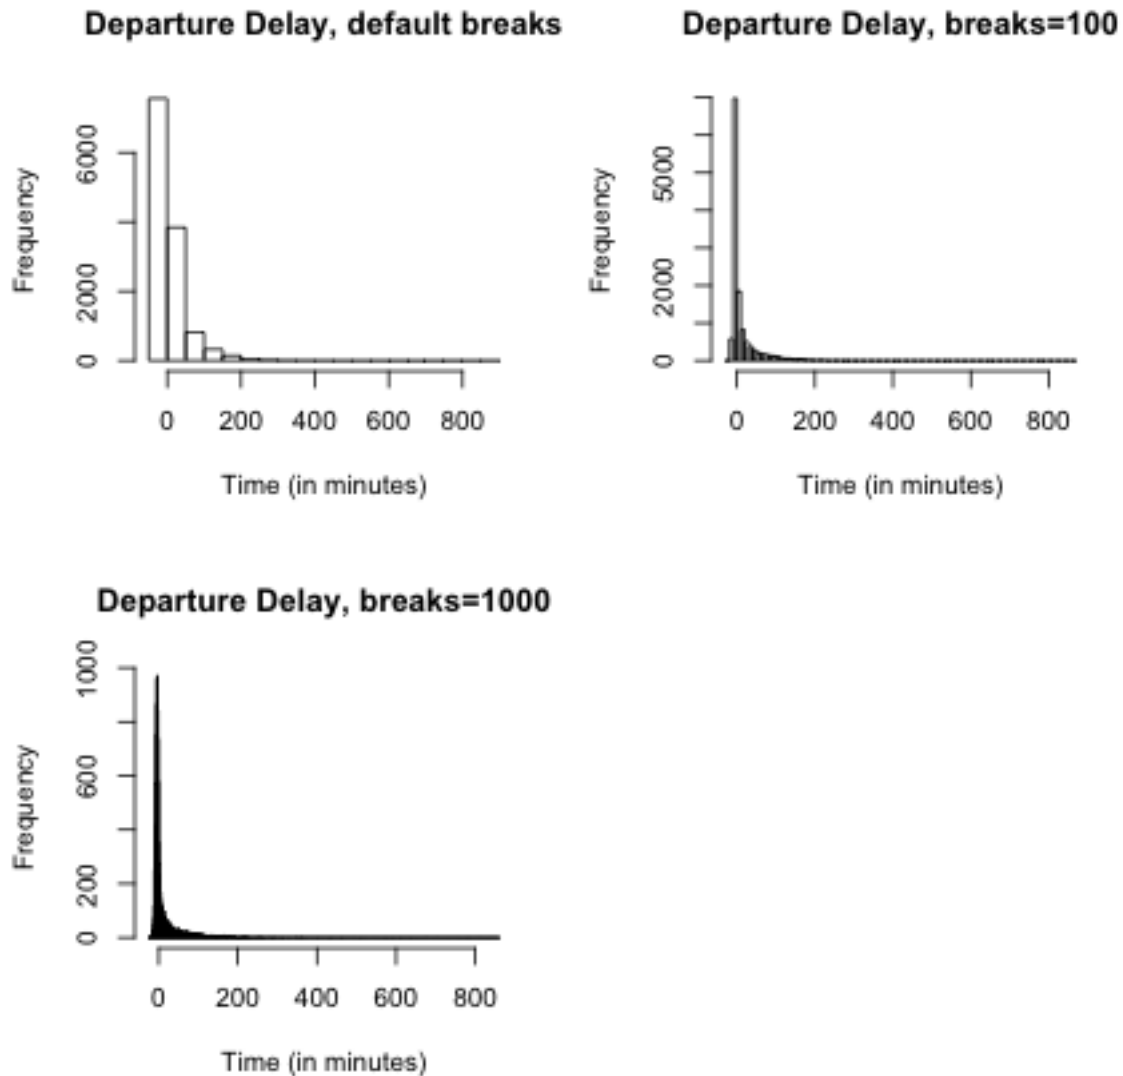 Departure Delay, default breaks
Frequency
0 2000 6000
0 200 400 600 800
Time (in minutes)
Departure Delay, breaks=100
Frequency
0 2000 5000
0 200 400 600 800
Time (in minutes)
Departure Delay, breaks=1000
Frequency
0 200 600 1000
0 200 400 600 800
Time (in minutes)